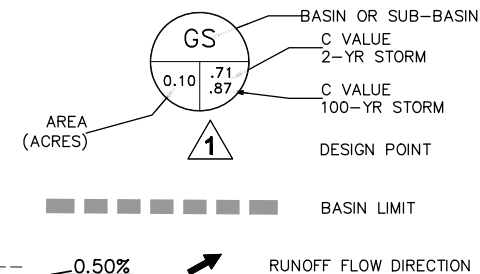 BASIN OR SUB-BASIN
GS
C VALUE
2-YR STORM
0.10
.71
.87
C VALUE
100-YR STORM
AREA
(ACRES)
1
DESIGN POINT
BASIN LIMIT
0.50%
RUNOFF FLOW DIRECTION